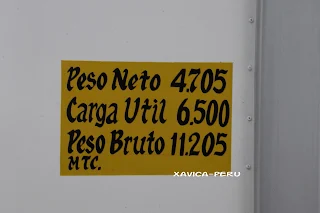 Peso Neto 4.705
Carga Util 6.500
Peso Bruto 11.205
MTC.
XAVICA-PERU